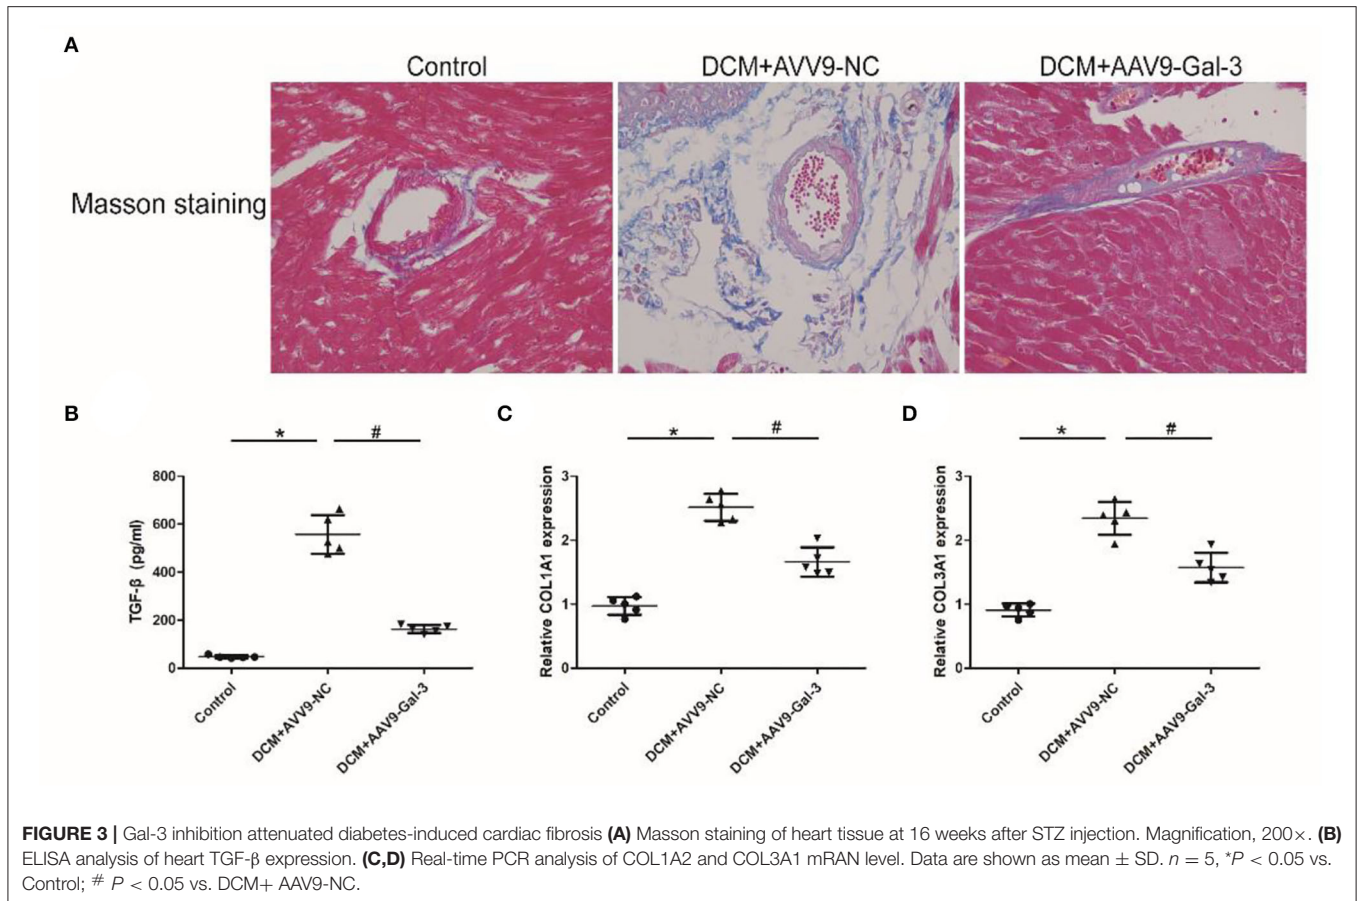 A
Control
DCM+AVV9-NC
DCM+AAV9-Gal-3
Masson staining
B
*
#
TGF-β (pg/ml)
800
600
400
200
0
Control
DCM+AVV9-NC
DCM+AAV9-Gal-3
C
*
#
Relative COL1A1 expression
3
2
1
0
Control
DCM+AVV9-NC
DCM+AAV9-Gal-3
D
*
#
Relative COL3A1 expression
3
2
1
0
Control
DCM+AVV9-NC
DCM+AAV9-Gal-3
FIGURE 3 | Gal-3 inhibition attenuated diabetes-induced cardiac fibrosis (A) Masson staining of heart tissue at 16 weeks after STZ injection. Magnification, 200×. (B)
ELISA analysis of heart TGF-β expression. (C,D) Real-time PCR analysis of COL1A2 and COL3A1 mRAN level. Data are shown as mean ± SD. n = 5, *P < 0.05 vs.
Control; # P < 0.05 vs. DCM+ AAV9-NC.